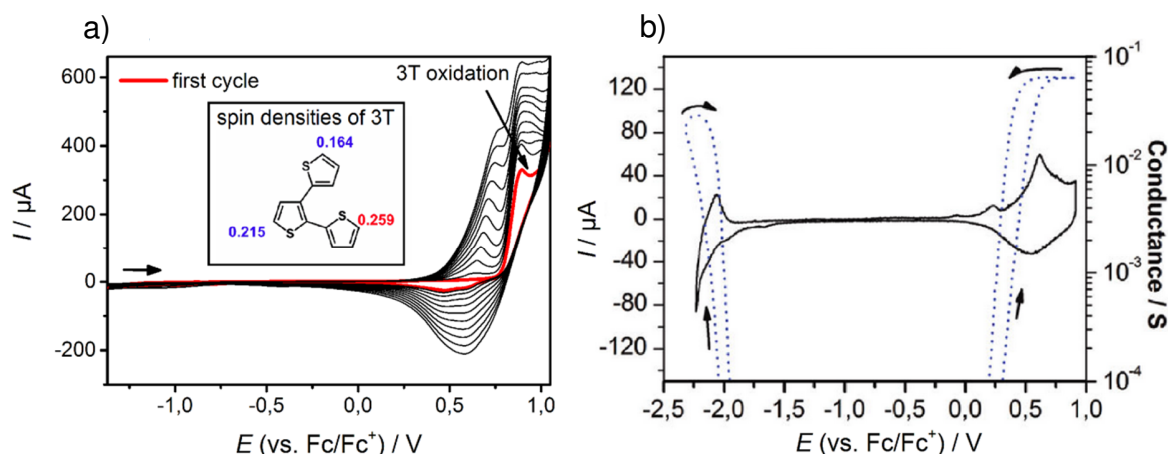 a)
600
400
200
0
-200
I / µA
first cycle
3T oxidation
spin densities of 3T
0.164
S
S
S
0.215
0.259
-1,0
-0,5
0,0
0,5
1,0
E (vs. Fc/Fc+) / V
b)
120
80
40
0
-40
-80
-120
I / µA
10-1
10-2
10-3
10-4
Conductance / S
-2,5
-2,0
-1,5
-1,0
-0,5
0,0
0,5
1,0
E (vs. Fc/Fc+) / V